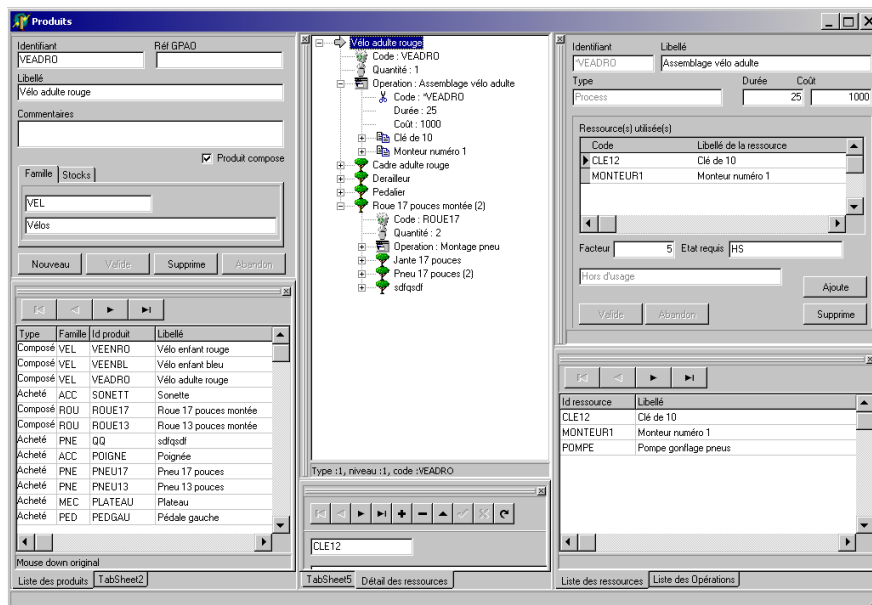 Produits
Identifiant Réf GPAO
VEADRO
Libellé
Vélo adulte rouge
Commentaires
Produit compose
Famille Stocks
VEL
Vélos
Nouveau Valide Supprime Abandon
Type Famille Id produit Libellé
Composé VEL VEENRO Vélo enfant rouge
Composé VEL VEENBL Vélo enfant bleu
Composé VEL VEADRO Vélo adulte rouge
Acheté ACC SONETT Sonette
Composé ROU ROUE17 Roue 17 pouces montée
Composé ROU ROUE13 Roue 13 pouces montée
Acheté PNE QQ sdfqsdf
Acheté ACC POIGNE Poignée
Acheté PNE PNEU17 Pneu 17 pouces
Acheté PNE PNEU13 Pneu 13 pouces
Acheté MEC PLATEAU Plateau
Acheté PED PEDGAU Pédale gauche
Mouse down original
Liste des produits TabSheet2
Vélo adulte rouge
Code : VEADRO
Quantité : 1
Operation : Assemblage vélo adulte
Code : *VEADRO
Durée : 25
Coût : 1000
Clé de 10
Monteur numéro 1
Cadre adulte rouge
Derailleur
Pedalier
Roue 17 pouces montée (2)
Code : ROUE17
Quantité : 2
Operation : Montage pneu
Jante 17 pouces
Pneu 17 pouces (2)
sdfqsdf
Type :1, niveau :1, code :VEADRO
CLE12
TabSheet5 Détail des ressources
Identifiant Libellé
*VEADRO Assemblage vélo adulte
Type Durée Coût
Process 25 1000
Ressource(s) utilisée(s)
Code Libellé de la ressource
CLE12 Clé de 10
MONTEUR1 Monteur numéro 1
Facteur 5 Etat requis HS
Hors d'usage
Ajoute
Valide Abandon Supprime
Id ressource Libellé
CLE12 Clé de 10
MONTEUR1 Monteur numéro 1
POMPE Pompe gonflage pneus
Liste des ressources Liste des Opérations